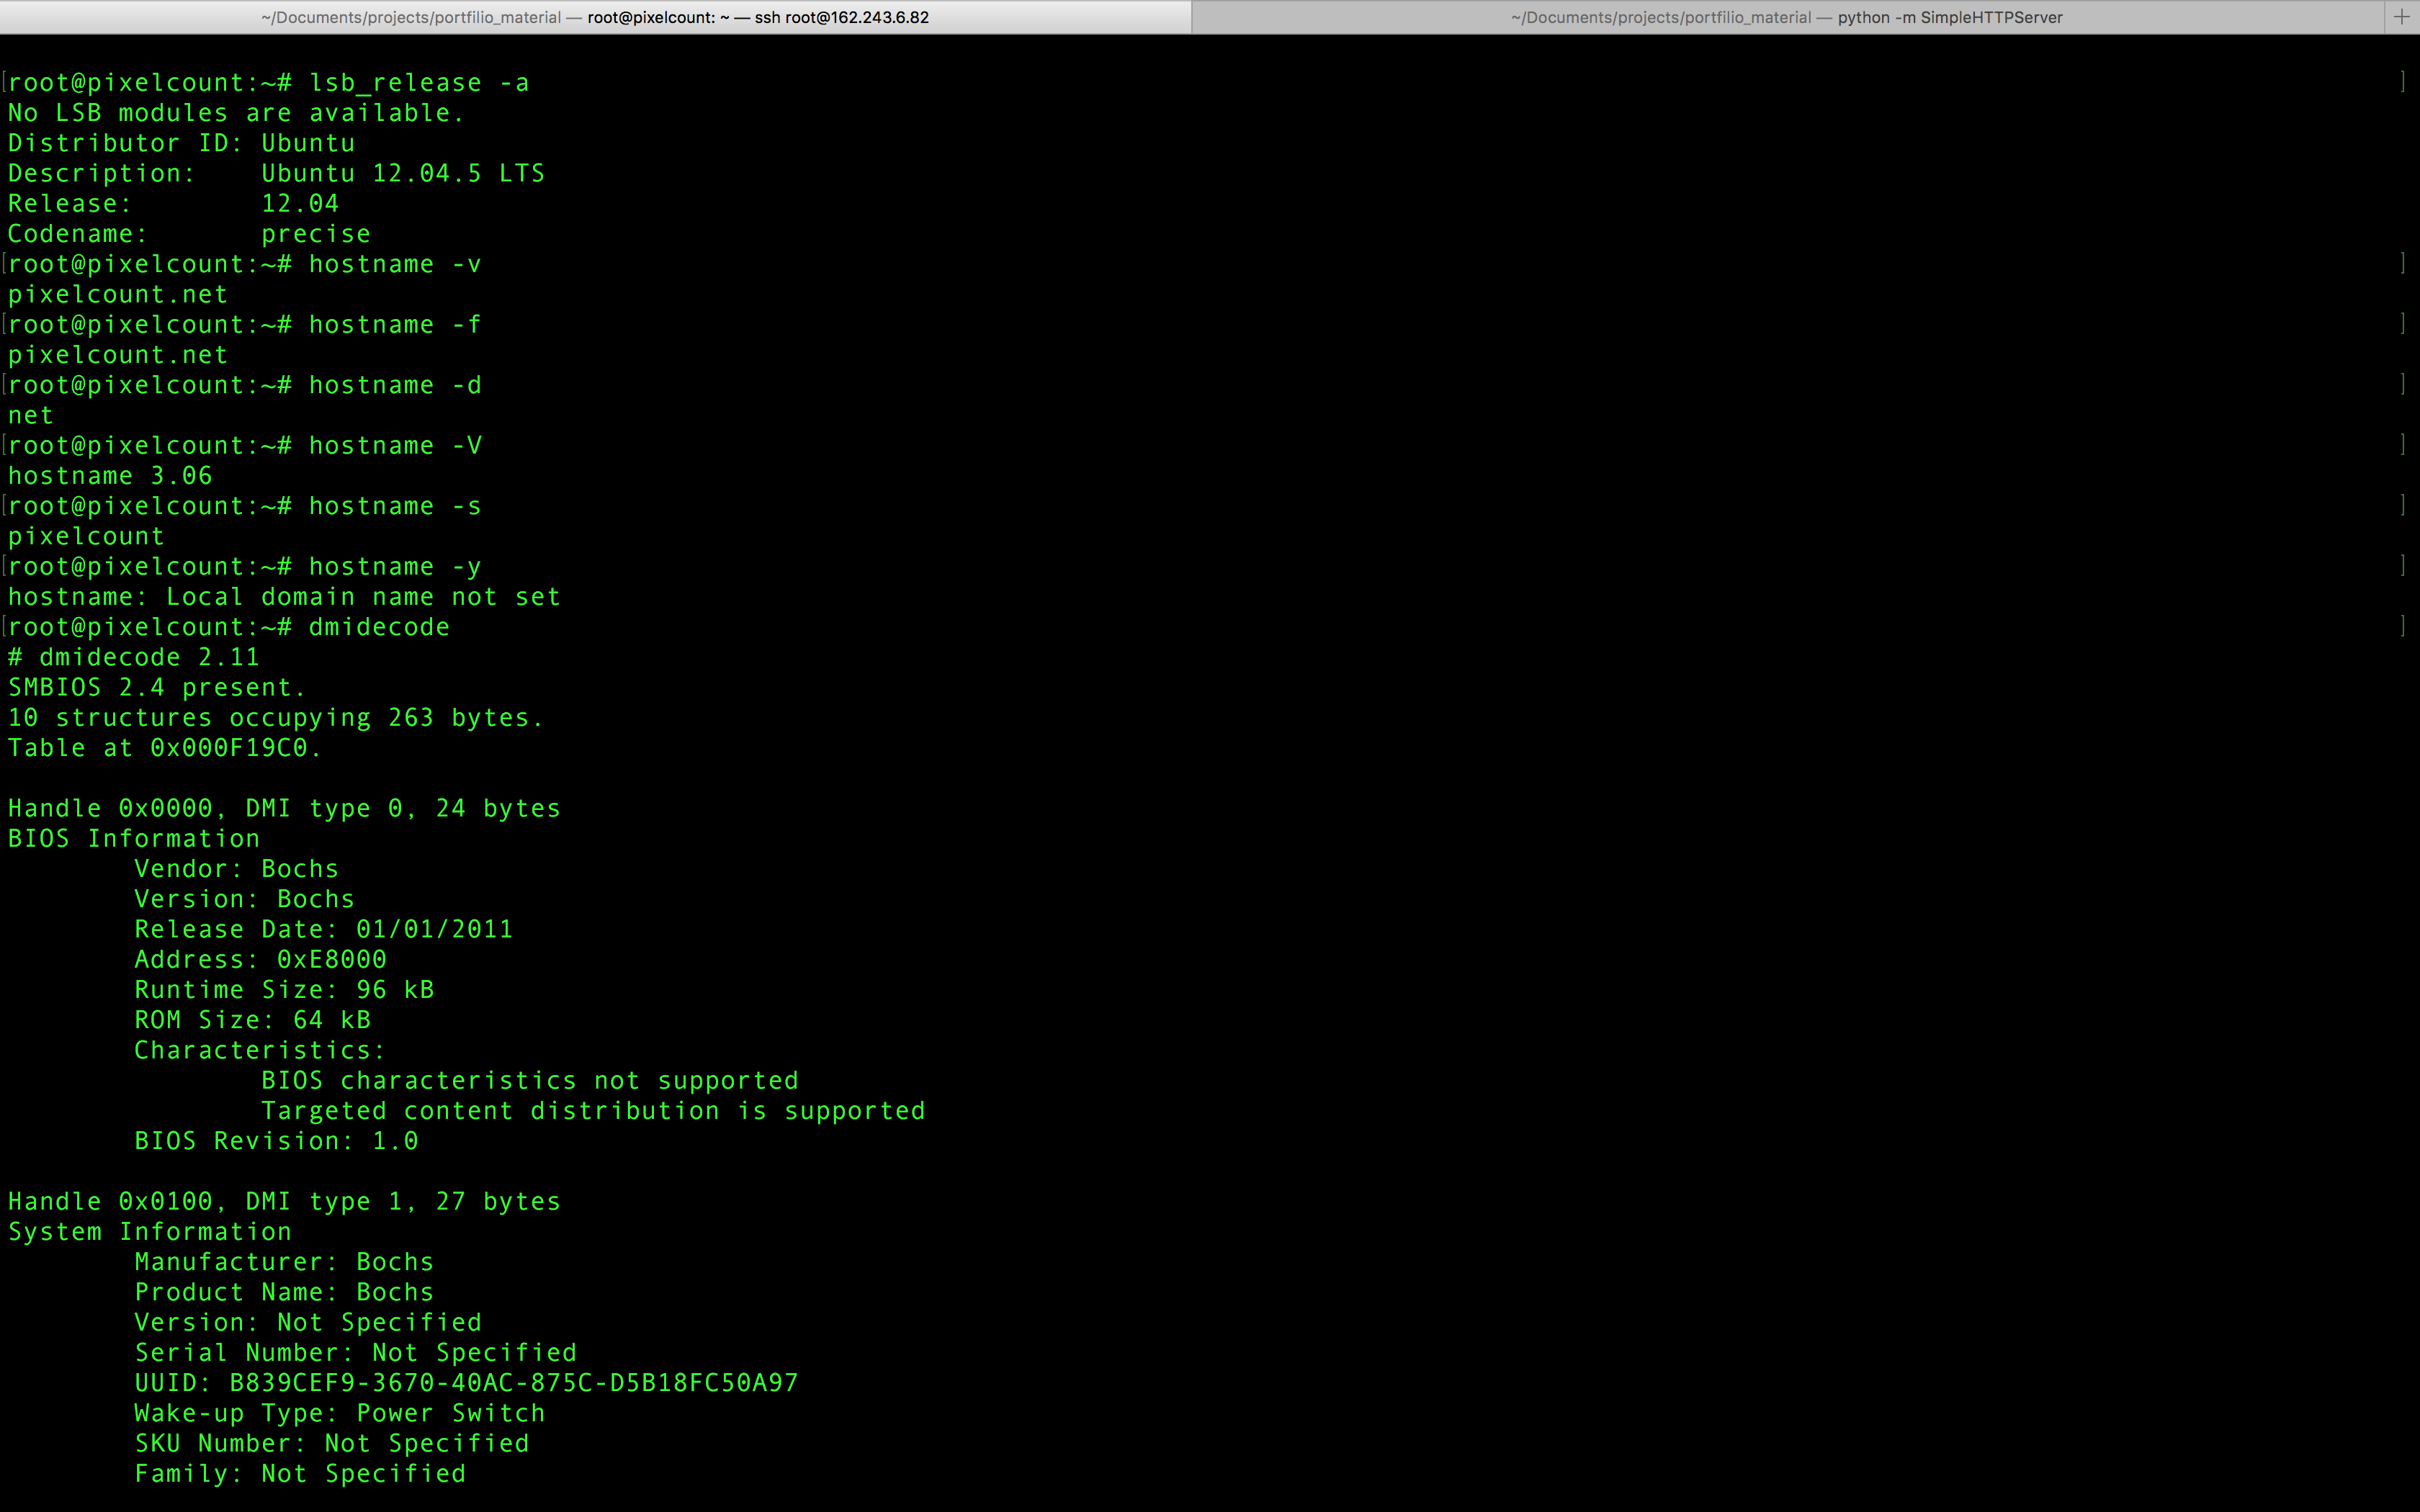 ~/Documents/projects/portfilio_material — root@pixelcount: ~ — ssh root@162.243.6.82
~/Documents/projects/portfilio_material — python -m SimpleHTTPServer +
[root@pixelcount:~# lsb_release -a ]
No LSB modules are available.
Distributor ID: Ubuntu
Description:    Ubuntu 12.04.5 LTS
Release:        12.04
Codename:       precise
[root@pixelcount:~# hostname -v ]
pixelcount.net
[root@pixelcount:~# hostname -f ]
pixelcount.net
[root@pixelcount:~# hostname -d ]
net
[root@pixelcount:~# hostname -V ]
hostname 3.06
[root@pixelcount:~# hostname -s ]
pixelcount
[root@pixelcount:~# hostname -y ]
hostname: Local domain name not set
[root@pixelcount:~# dmidecode ]
# dmidecode 2.11
SMBIOS 2.4 present.
10 structures occupying 263 bytes.
Table at 0x000F19C0.

Handle 0x0000, DMI type 0, 24 bytes
BIOS Information
        Vendor: Bochs
        Version: Bochs
        Release Date: 01/01/2011
        Address: 0xE8000
        Runtime Size: 96 kB
        ROM Size: 64 kB
        Characteristics:
                BIOS characteristics not supported
                Targeted content distribution is supported
        BIOS Revision: 1.0

Handle 0x0100, DMI type 1, 27 bytes
System Information
        Manufacturer: Bochs
        Product Name: Bochs
        Version: Not Specified
        Serial Number: Not Specified
        UUID: B839CEF9-3670-40AC-875C-D5B18FC50A97
        Wake-up Type: Power Switch
        SKU Number: Not Specified
        Family: Not Specified